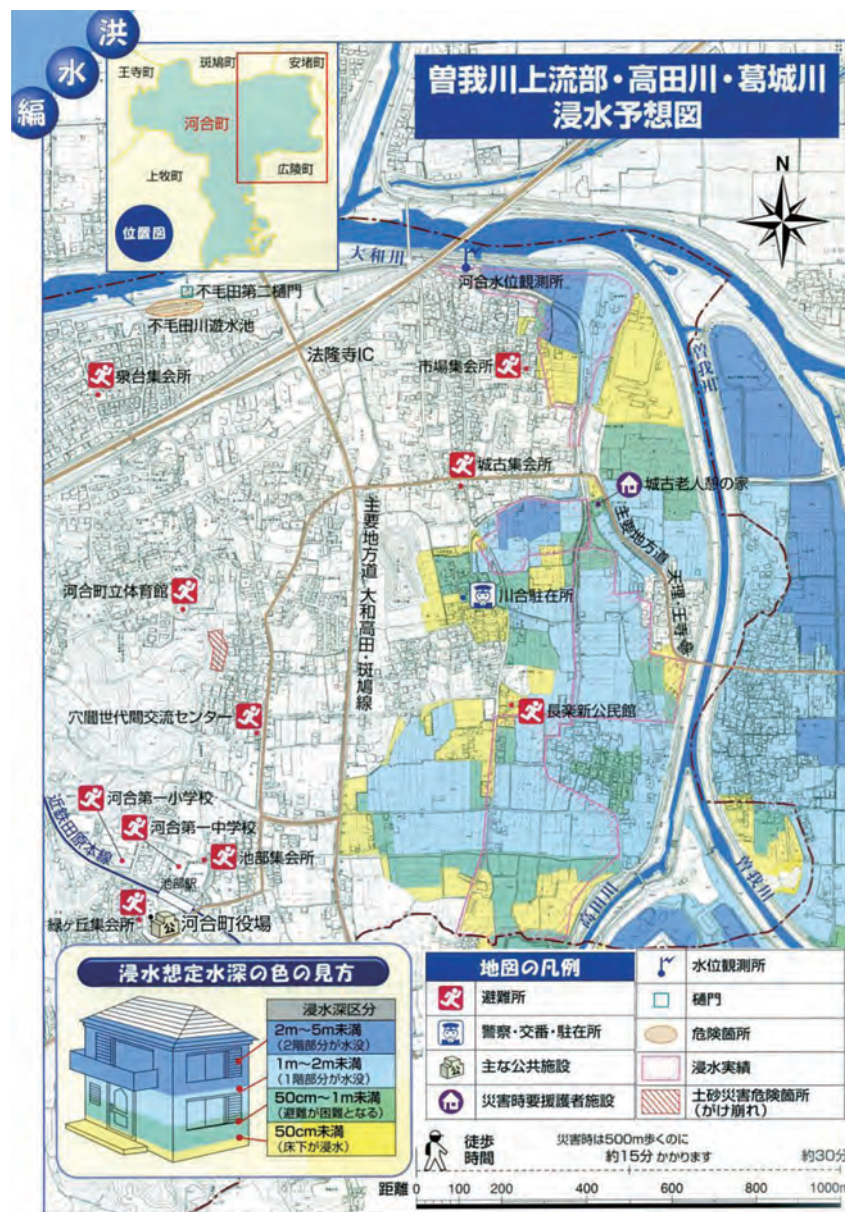 洪
水
編
曽我川上流部・高田川・葛城川
浸水予想図
斑鳩町
安堵町
王寺町
河合町
上牧町
広陵町
位置図
N
大和川
河合水位観測所
不毛田第二樋門
不毛田川遊水池
法隆寺IC
曽我川
泉台集会所
市場集会所
城古集会所
城古老人憩の家
主要地方道 天理・王寺線
主要地方道 大和高田・斑鳩線
河合町立体育館
川合駐在所
穴闇世代間交流センター
長楽新公民館
河合第一小学校
河合第一中学校
近鉄田原本線
池部集会所
池部駅
緑ヶ丘集会所
河合町役場
高田川
曽我川
浸水想定水深の色の見方
浸水深区分
2m～5m未満
(2階部分が水没)
1m～2m未満
(1階部分が水没)
50cm～1m未満
(避難が困難となる)
50cm未満
(床下が浸水)
地図の凡例
避難所
警察・交番・駐在所
主な公共施設
災害時要援護者施設
水位観測所
樋門
危険箇所
浸水実績
土砂災害危険箇所
(がけ崩れ)
徒歩
時間
災害時は500m歩くのに
約15分かかります
約30分
距離
0 100 200 400 600 800 1000m